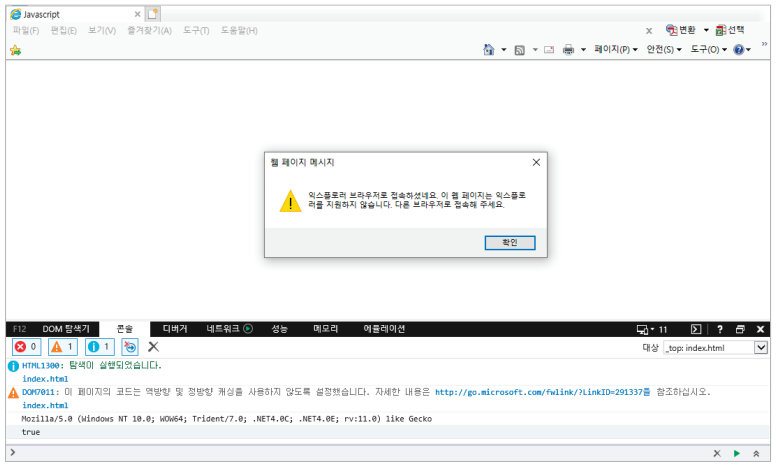 Javascript
파일(F) 편집(E) 보기(V) 즐겨찾기(A) 도구(T) 도움말(H)
x 변환 선택
페이지(P) 안전(S) 도구(O)
웹 페이지 메시지
익스플로러 브라우저로 접속하셨네요. 이 웹 페이지는 익스플로
러를 지원하지 않습니다. 다른 브라우저로 접속해 주세요.
확인
F12 DOM 탐색기 콘솔 디버거 네트워크 성능 메모리 에뮬레이션 11 ?
0 1 1 대상 _top: index.html
HTML1300: 탐색이 실행되었습니다.
index.html
DOM7011: 이 페이지의 코드는 역방향 및 정방향 캐싱을 사용하지 않도록 설정했습니다. 자세한 내용은 http://go.microsoft.com/fwlink/?LinkID=291337를 참조하십시오.
index.html
Mozilla/5.0 (Windows NT 10.0; WOW64; Trident/7.0; .NET4.0C; .NET4.0E; rv:11.0) like Gecko
true